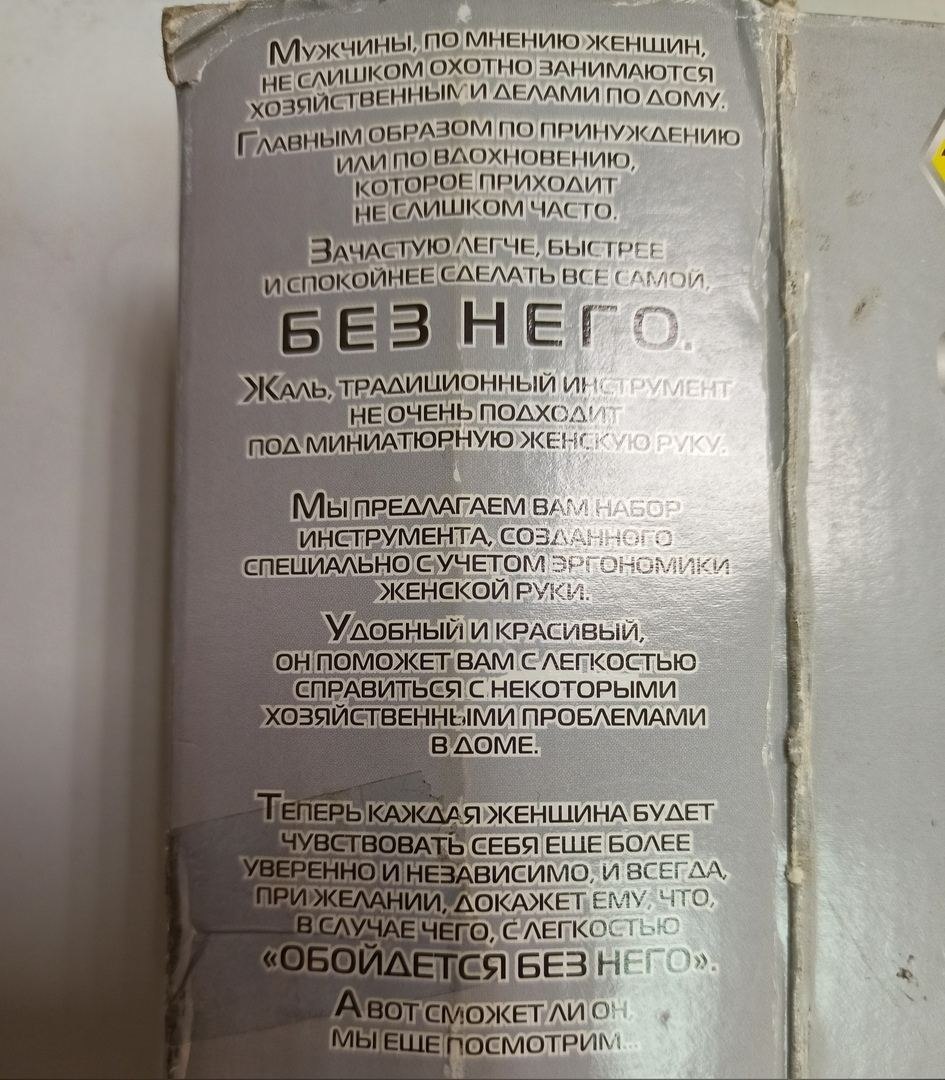 Мужчины, по мнению женщин,
не слишком охотно занимаются
хозяйственными делами по дому.
Главным образом по принуждению
или по вдохновению,
которое приходит
не слишком часто.
Зачастую легче, быстрее
и спокойнее сделать все самой,
БЕЗ НЕГО.
Жаль, традиционный инструмент
не очень подходит
под миниатюрную женскую руку.
Мы предлагаем вам набор
инструмента, созданного
специально с учетом эргономики
женской руки.
Удобный и красивый,
он поможет вам с легкостью
справиться с некоторыми
хозяйственными проблемами
в доме.
Теперь каждая женщина будет
чувствовать себя еще более
уверенно и независимо, и всегда,
при желании, докажет ему, что,
в случае чего, с легкостью
«ОБОЙДЕТСЯ БЕЗ НЕГО».
А вот сможет ли он,
мы еще посмотрим...